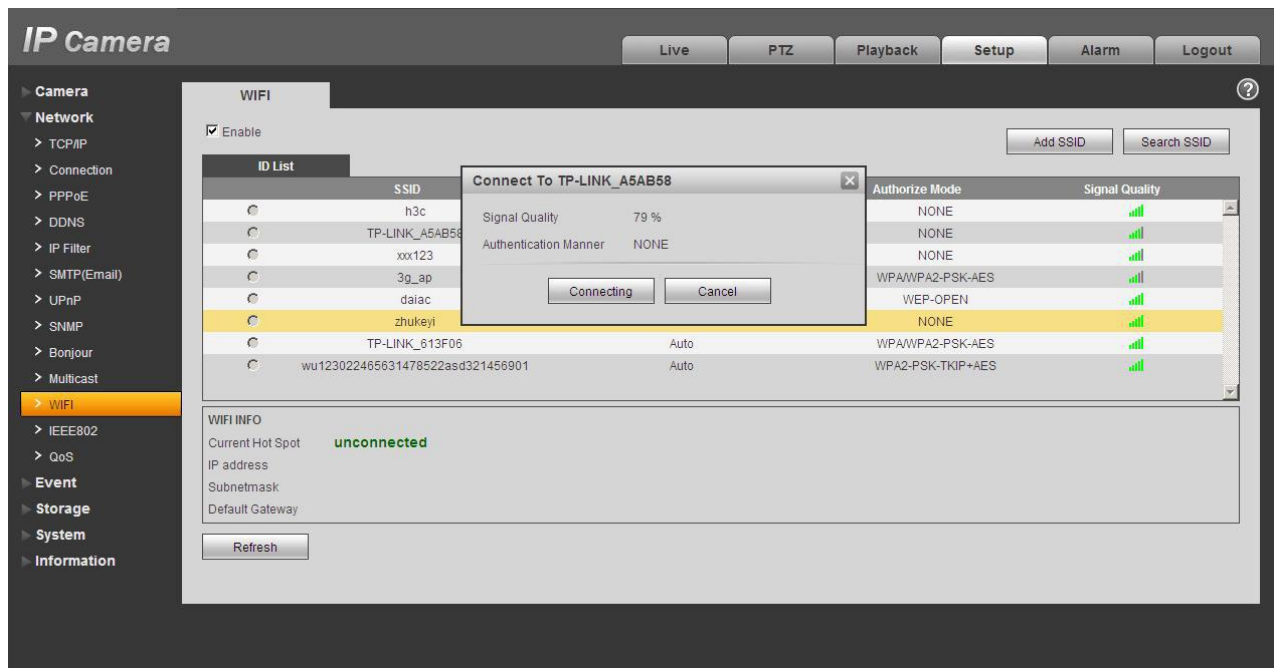 IP Camera
Live PTZ Playback Setup Alarm Logout
Camera
Network
> TCP/IP
> Connection
> PPPoE
> DDNS
> IP Filter
> SMTP(Email)
> UPnP
> SNMP
> Bonjour
> Multicast
> WIFI
> IEEE802
> QoS
Event
Storage
System
Information
WIFI
?
Enable
Add SSID Search SSID
ID List
SSID Authorize Mode Signal Quality
h3c NONE
TP-LINK_A5AB58 NONE
xxx123 NONE
3g_ap WPA/WPA2-PSK-AES
daiac WEP-OPEN
zhukeyi NONE
TP-LINK_613F06 Auto WPA/WPA2-PSK-AES
wu123022465631478522asd321456901 Auto WPA2-PSK-TKIP+AES
Connect To TP-LINK_A5AB58
Signal Quality 79 %
Authentication Manner NONE
Connecting Cancel
WIFI INFO
Current Hot Spot unconnected
IP address
Subnetmask
Default Gateway
Refresh